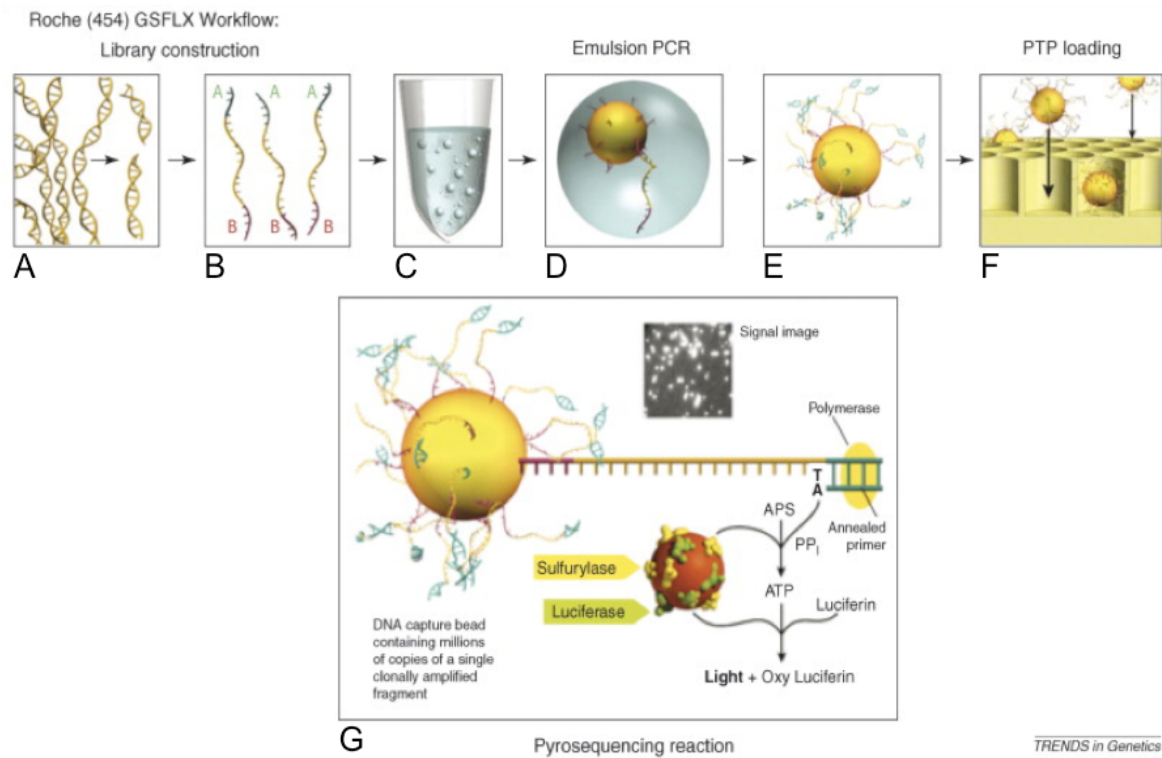 Roche (454) GSFLX Workflow:
Library construction
Emulsion PCR
PTP loading
A A A
B B B
A
B
C
D
E
F
Signal image
Polymerase
T
A
APS
PPI
Annealed
primer
Sulfurylase
ATP
Luciferase
Luciferin
DNA capture bead
containing millions
of copies of a single
clonally amplified
fragment
Light + Oxy Luciferin
G
Pyrosequencing reaction
TRENDS in Genetics